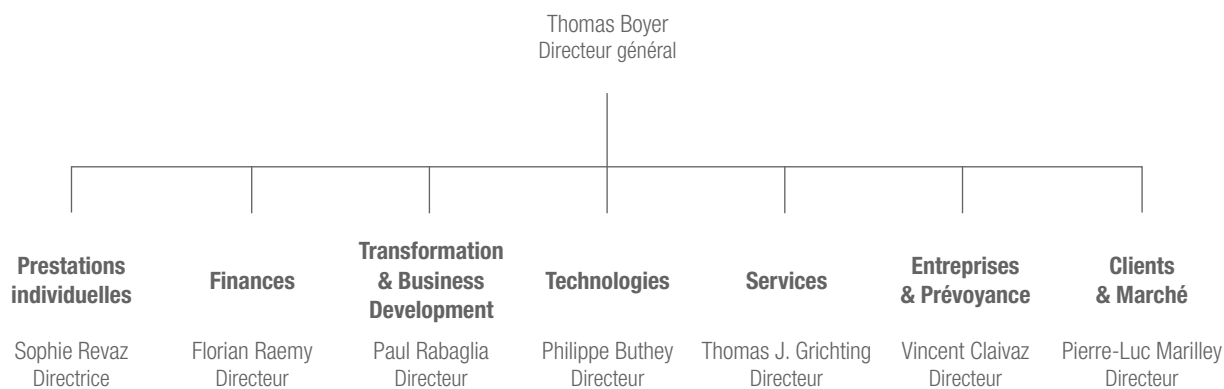 Thomas Boyer
Directeur général
Prestations
individuelles
Finances
Transformation
& Business
Development
Technologies
Services
Entreprises
& Prévoyance
Clients
& Marché
Sophie Revaz
Directrice
Florian Raemy
Directeur
Paul Rabaglia
Directeur
Philippe Buthey
Directeur
Thomas J. Grichting
Directeur
Vincent Claivaz
Directeur
Pierre-Luc Marilley
Directeur